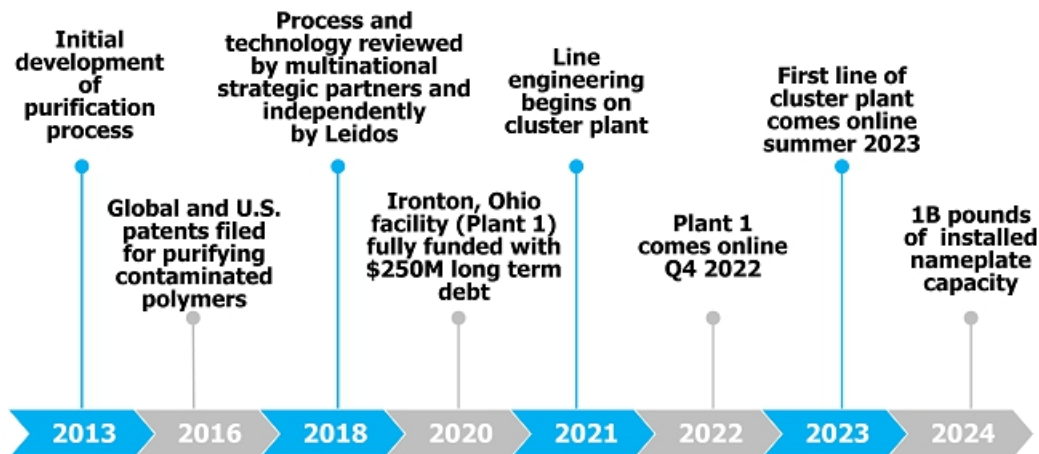 Initial
development
of
purification
process
Process and
technology reviewed
by multinational
strategic partners and
independently
by Leidos
Line
engineering
begins on
cluster plant
First line of
cluster plant
comes online
summer 2023
Global and U.S.
patents filed
for purifying
contaminated
polymers
Ironton, Ohio
facility (Plant 1)
fully funded with
$250M long term
debt
Plant 1
comes online
Q4 2022
1B pounds
of installed
nameplate
capacity
2013
2016
2018
2020
2021
2022
2023
2024